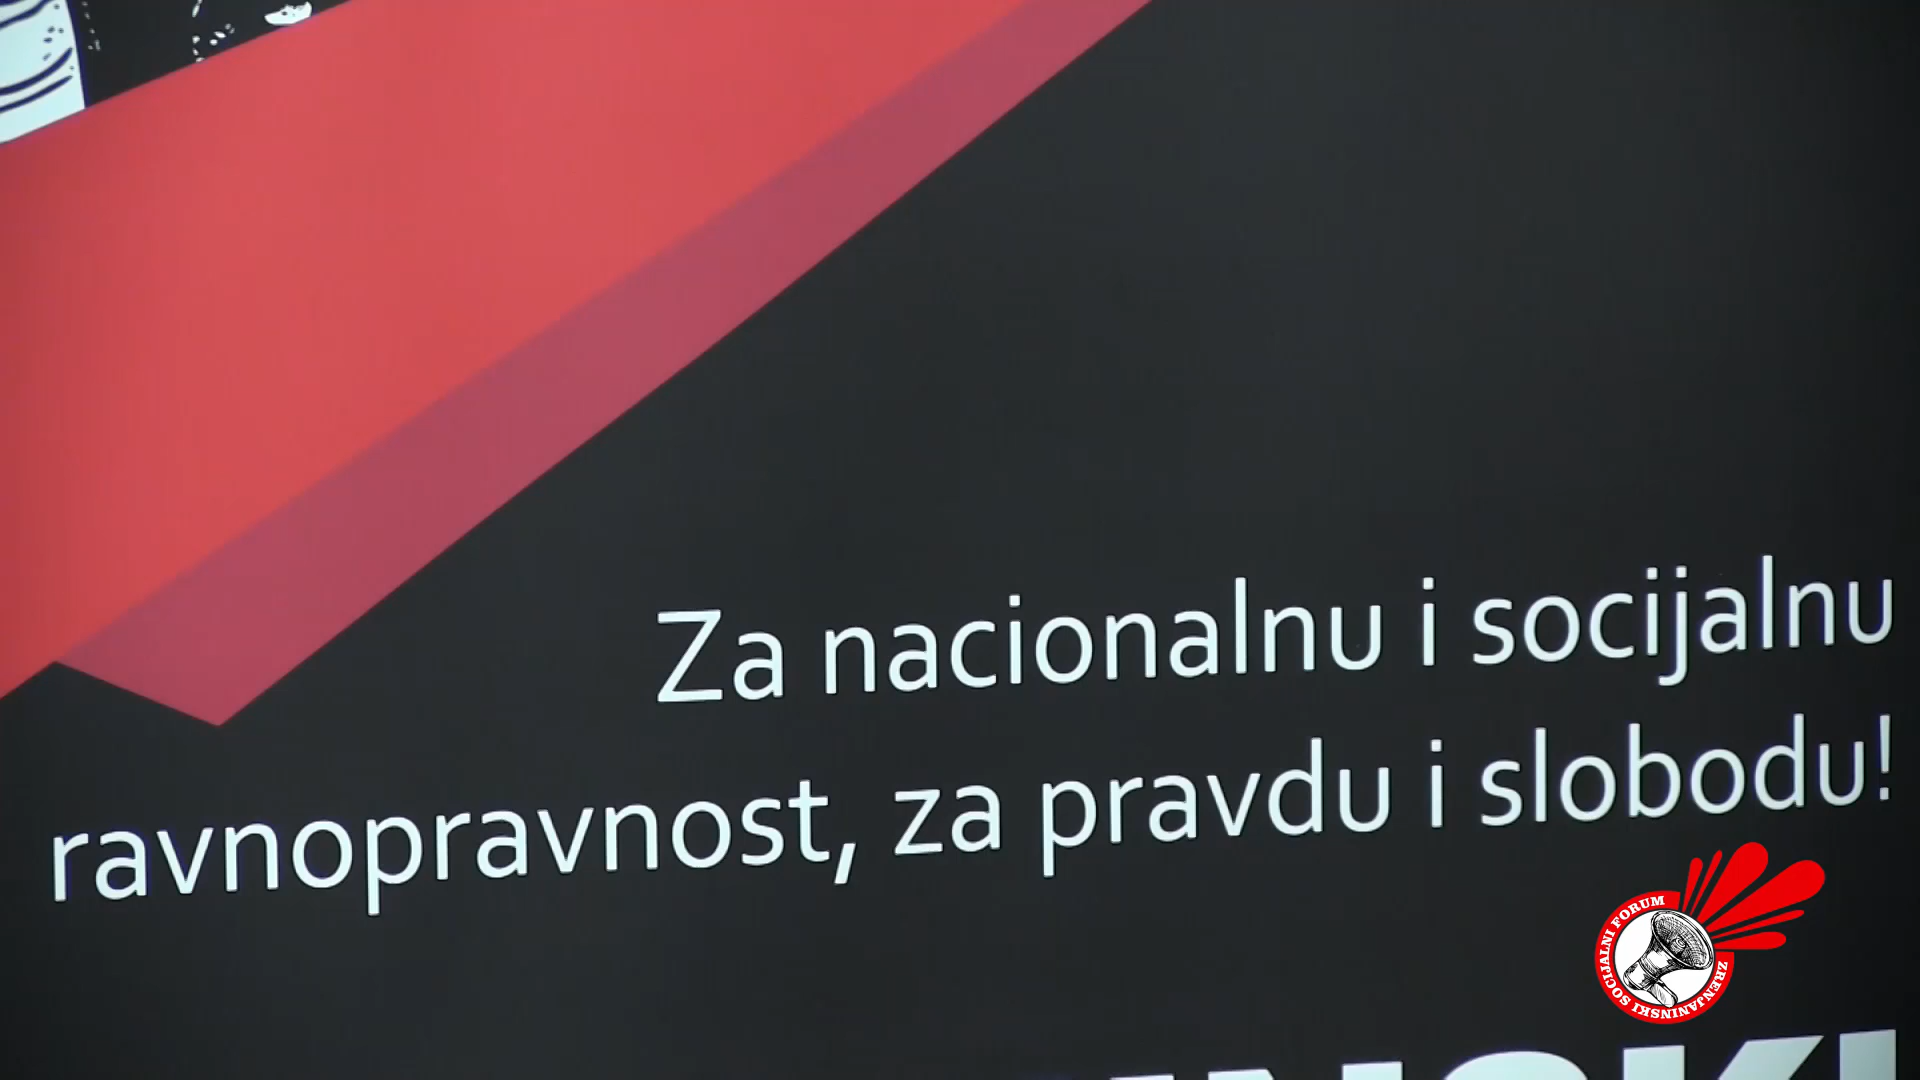 Za nacionalnu i socijalnu
ravnopravnost, za pravdu i slobodu!
ZRENJANINSKI SOCIJALNI FORUM